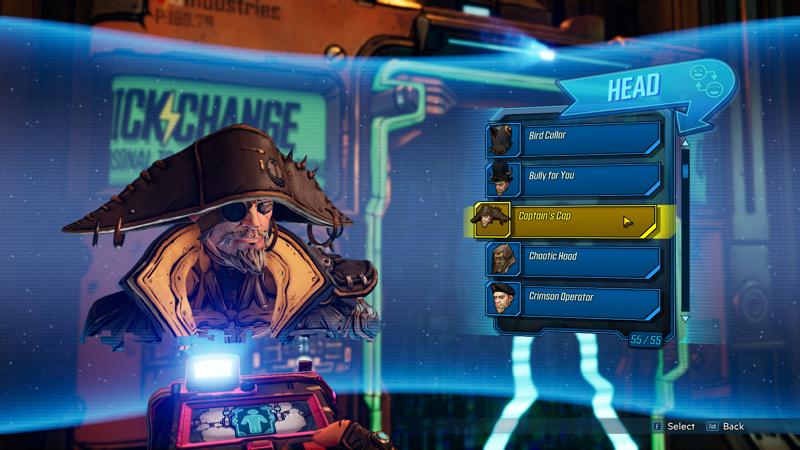 Industries
HEAD
ICK CHANGE
Bird Collar
Bully for You
Captain's Cap
Chaotic Hood
Crimson Operator
55 / 55
Select
Back